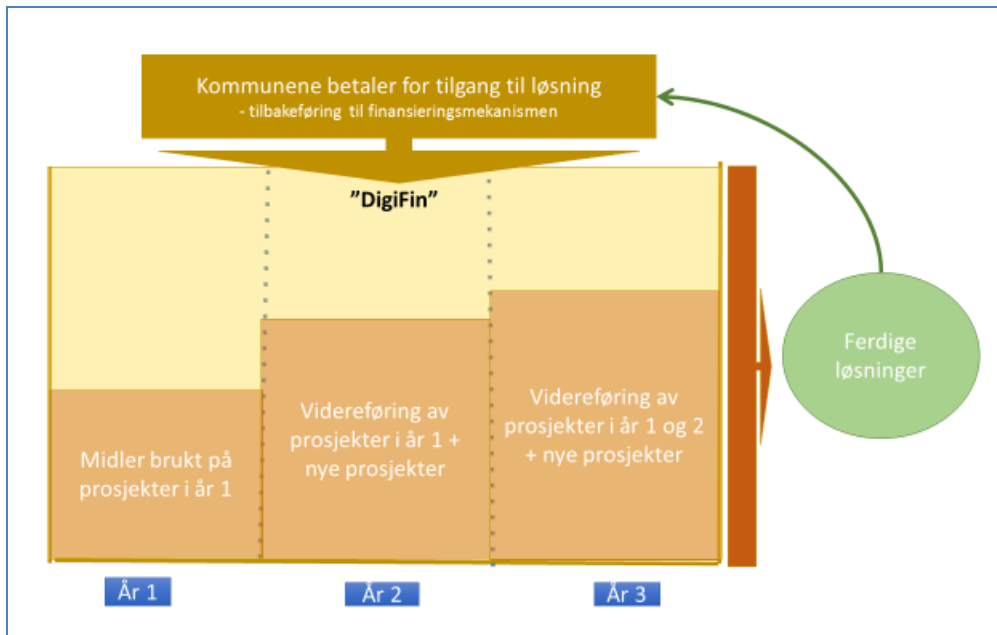 Kommunene betaler for tilgang til løsning
- tilbakeføring til finansieringsmekanismen
”DigiFin”
Midler brukt på
prosjekter i år 1
Videreføring av
prosjekter i år 1 +
nye prosjekter
Videreføring av
prosjekter i år 1 og 2
+ nye prosjekter
Ferdige
løsninger
År 1
År 2
År 3